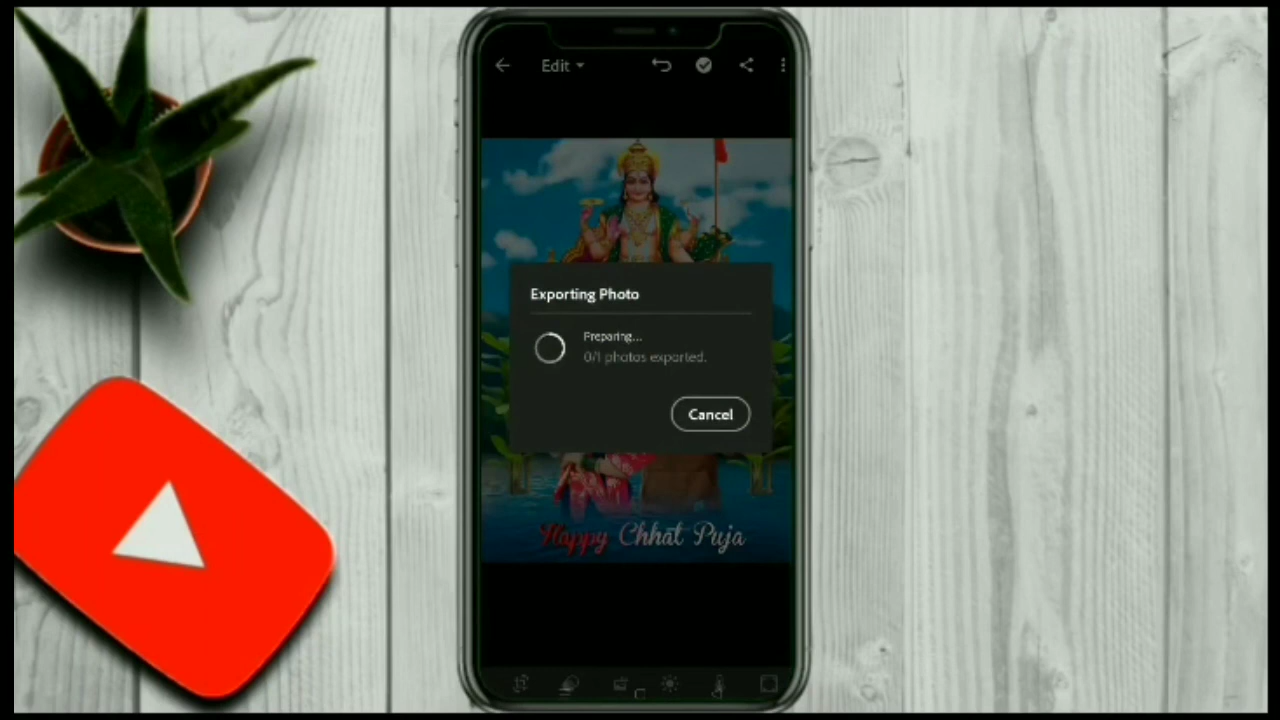 Edit
Exporting Photo
Preparing...
0/1 photos exported.
Cancel
Happy Chhat Puja